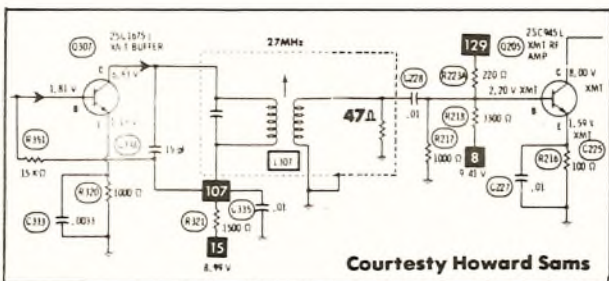 2SC1675L
Q307
XMT BUFFER
27MHz
129
2SC945L
Q205
XMT RF
AMP
C
6.93 V
1,81 V
B
E
C228
.01
R223A
220 Ω
2,20 V XMT
C
8,00 V
XMT
B
E
1,59 V
XMT
47Ω
R351
15 KΩ
15 pf
L307
R217
1000 Ω
R218
3300 Ω
8
9.41 V
C225
R216
100 Ω
C227
.01
R320
1000 Ω
C333
.0033
107
R321
1500 Ω
C335
.01
15
8,99 V
Courtesty Howard Sams